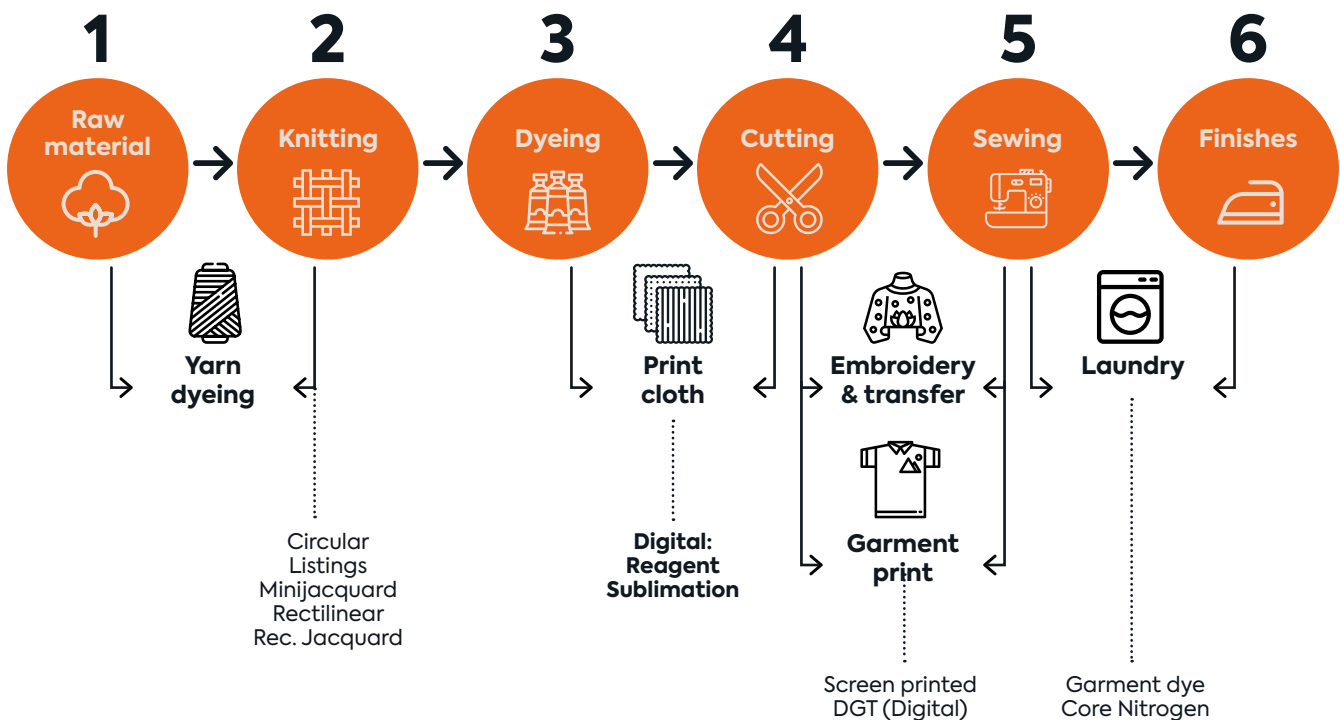 1
2
3
4
5
6
Raw
material
Knitting
Dyeing
Cutting
Sewing
Finishes
Yarn
dyeing
Print
cloth
Embroidery
& transfer
Laundry
Garment
print
Circular
Listings
Minijacquard
Rectilinear
Rec. Jacquard
Digital:
Reagent
Sublimation
Screen printed
DGT (Digital)
Garment dye
Core Nitrogen